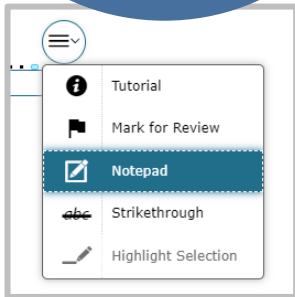 Tutorial
Mark for Review
Notepad
abc Strikethrough
Highlight Selection